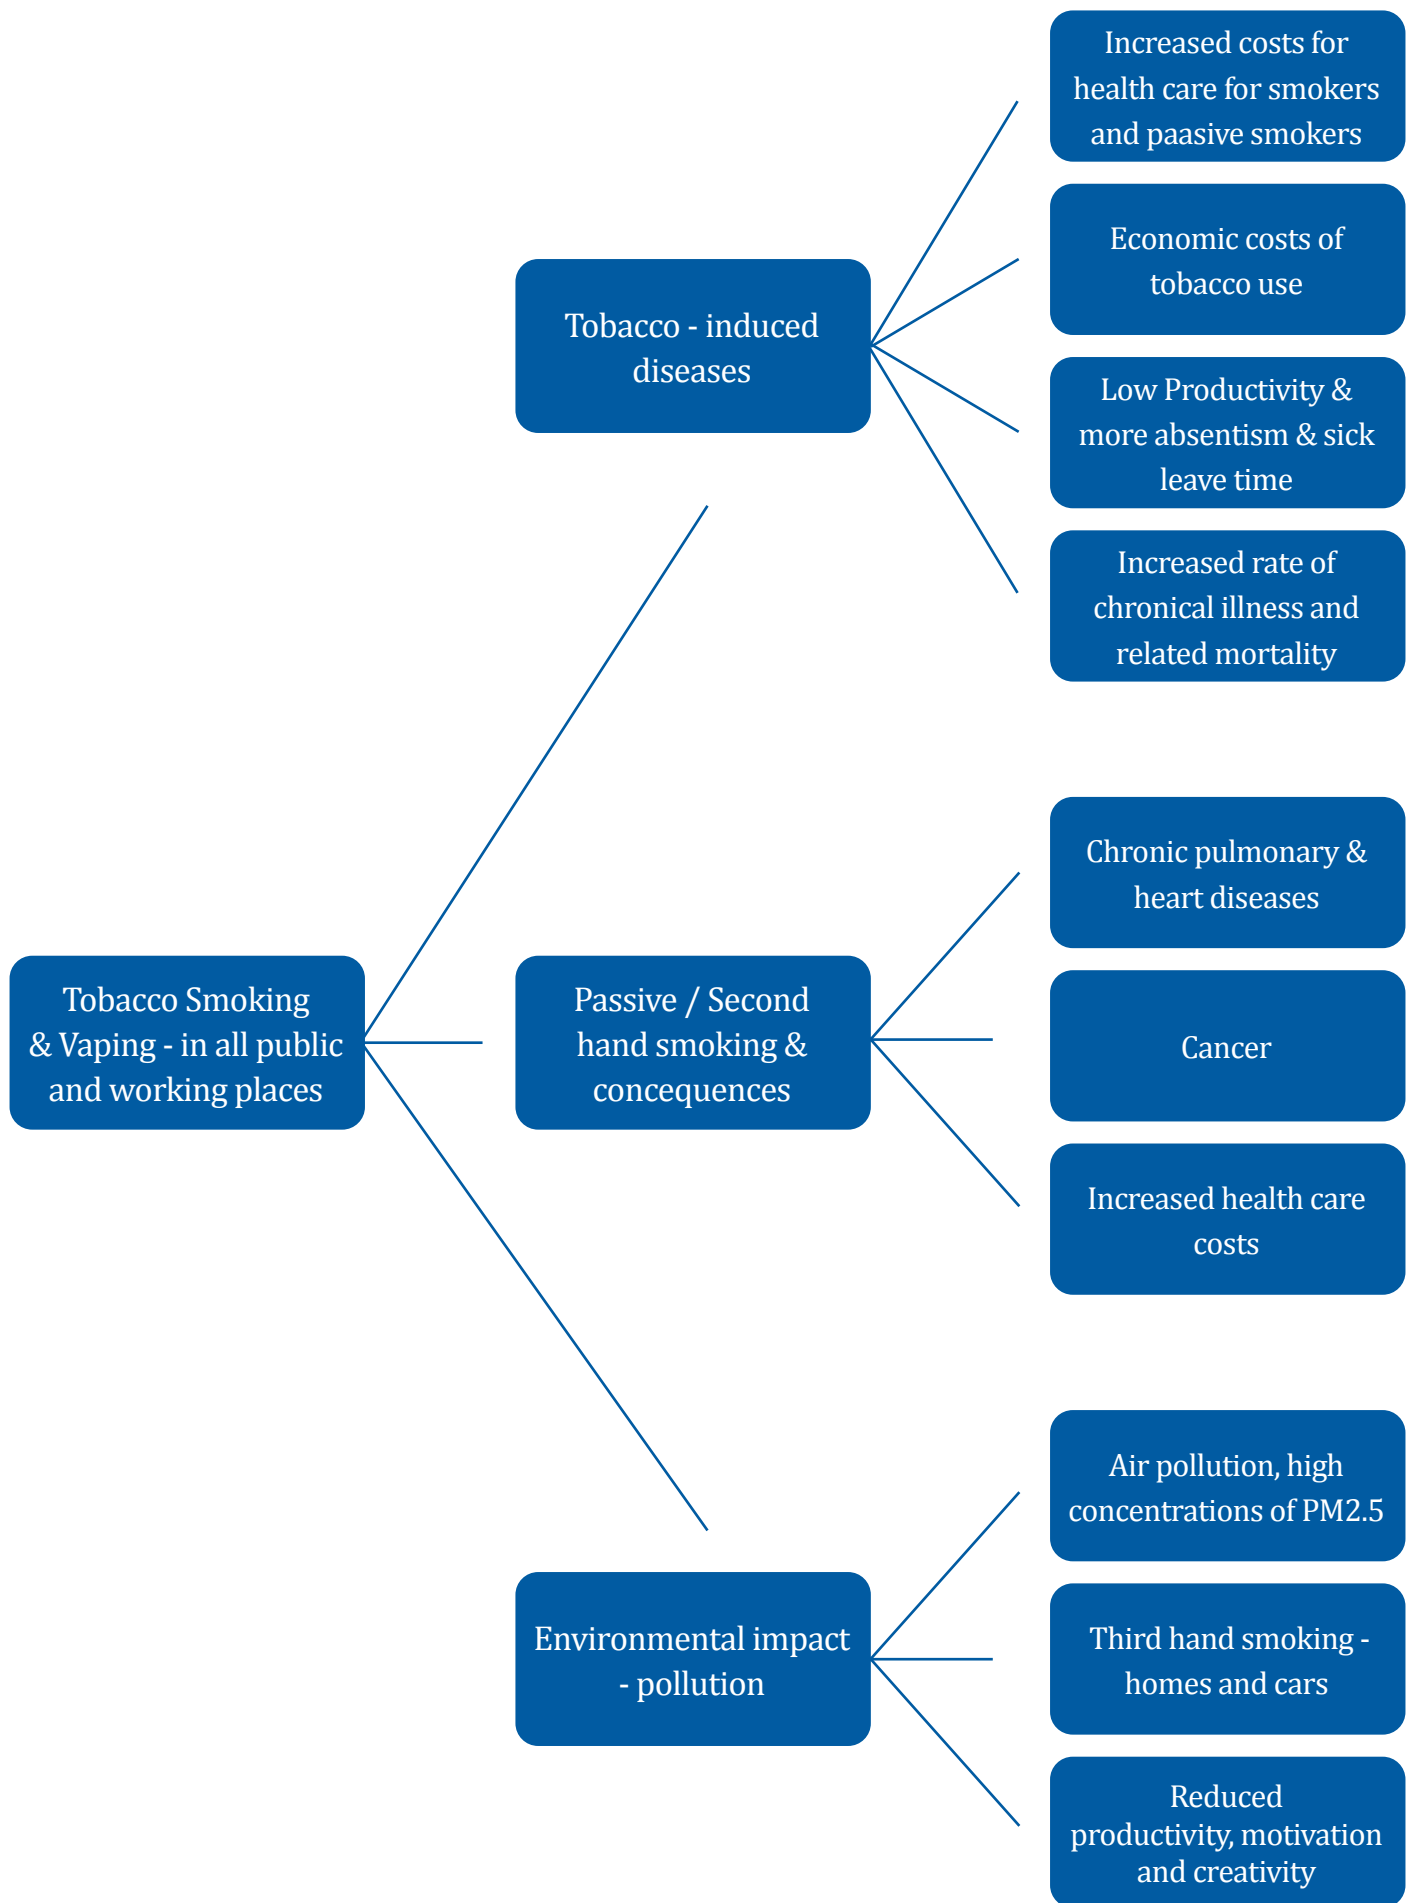 Increased costs for
health care for smokers
and paasive smokers
Economic costs of
tobacco use
Tobacco - induced
diseases
Low Productivity &
more absentism & sick
leave time
Increased rate of
chronical illness and
related mortality
Chronic pulmonary &
heart diseases
Tobacco Smoking
& Vaping - in all public
and working places
Passive / Second
hand smoking &
concequences
Cancer
Increased health care
costs
Air pollution, high
concentrations of PM2.5
Environmental impact
- pollution
Third hand smoking -
homes and cars
Reduced
productivity, motivation
and creativity